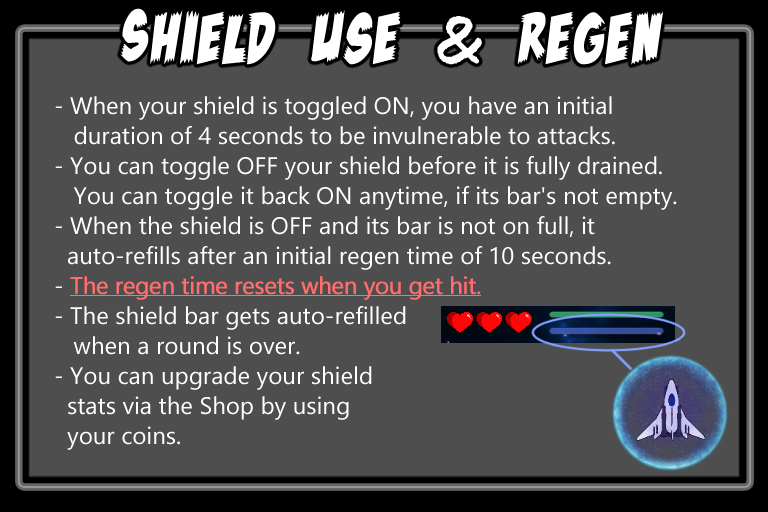 SHIELD USE & REGEN
- When your shield is toggled ON, you have an initial
duration of 4 seconds to be invulnerable to attacks.
- You can toggle OFF your shield before it is fully drained.
You can toggle it back ON anytime, if its bar's not empty.
- When the shield is OFF and its bar is not on full, it
auto-refills after an initial regen time of 10 seconds.
- The regen time resets when you get hit.
- The shield bar gets auto-refilled
when a round is over.
- You can upgrade your shield
stats via the Shop by using
your coins.